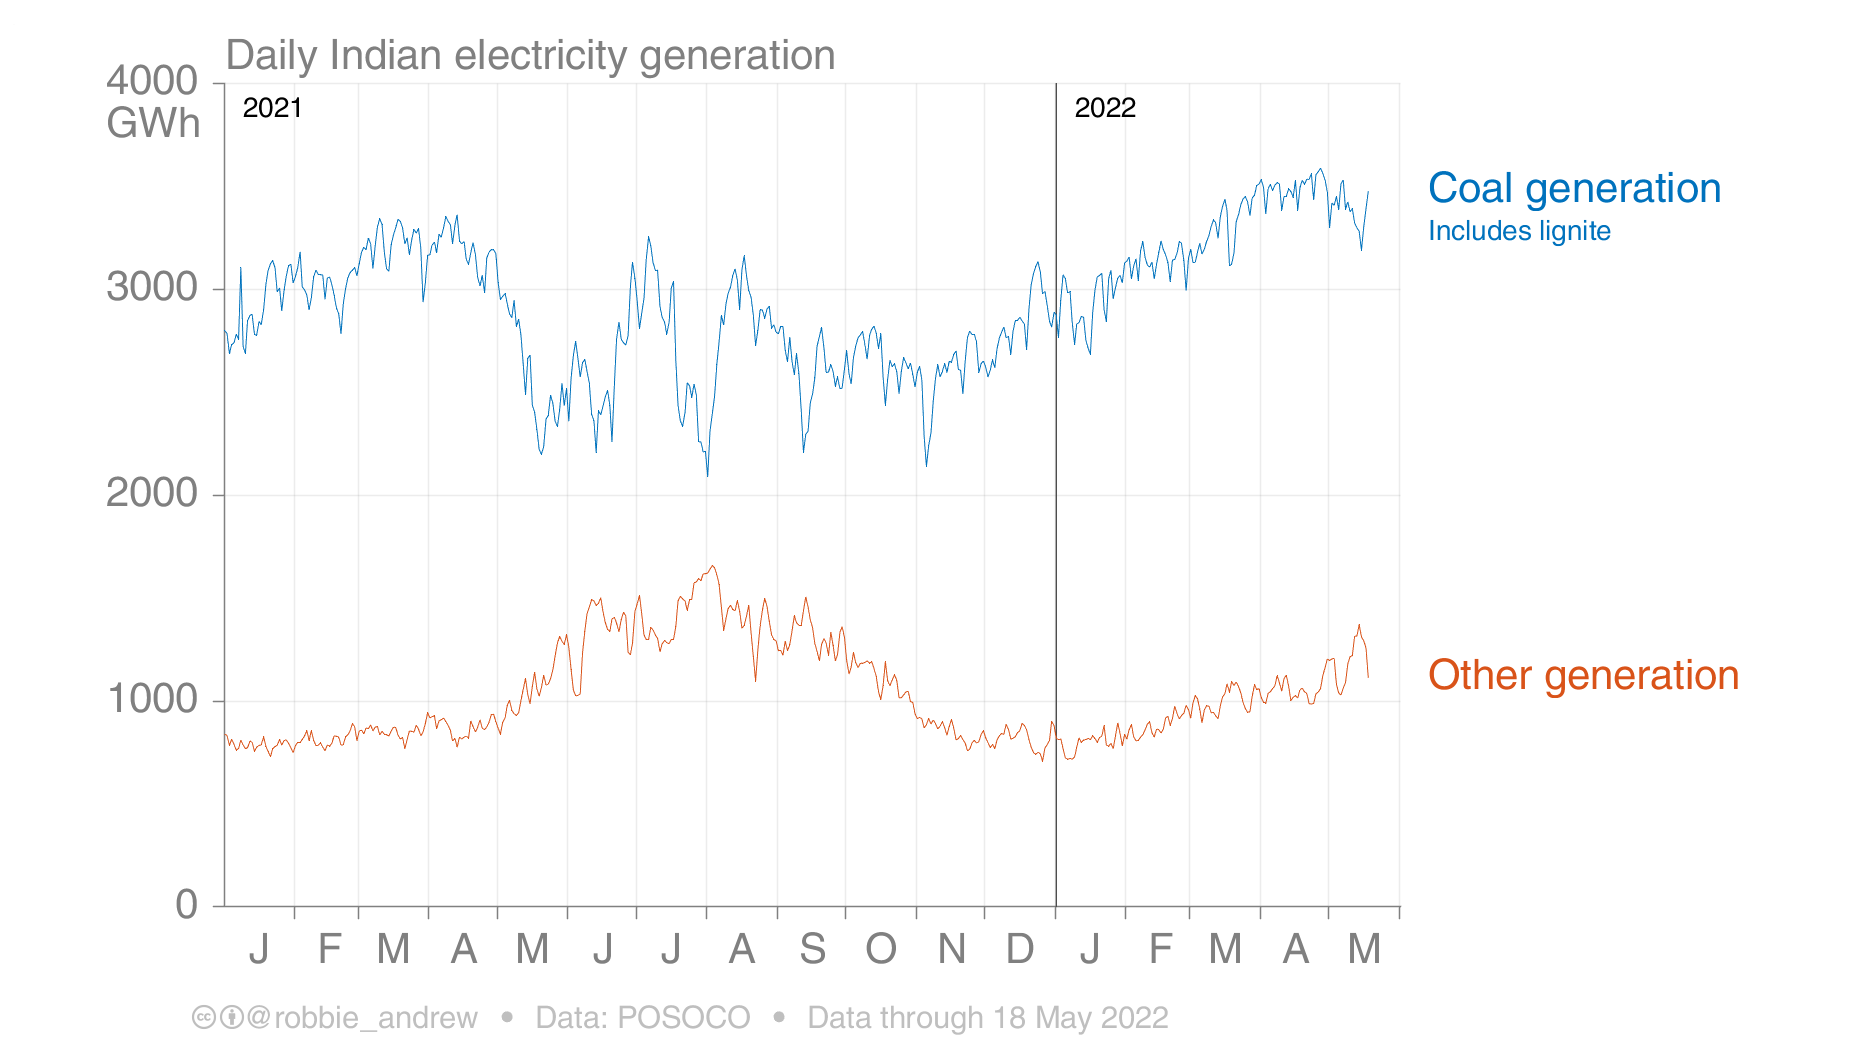 Daily Indian electricity generation
4000
GWh
2021
2022
Coal generation
Includes lignite
3000
2000
Other generation
1000
0
J F M A M J J A S O N D J F M A M
cc @robbie_andrew • Data: POSOCO • Data through 18 May 2022